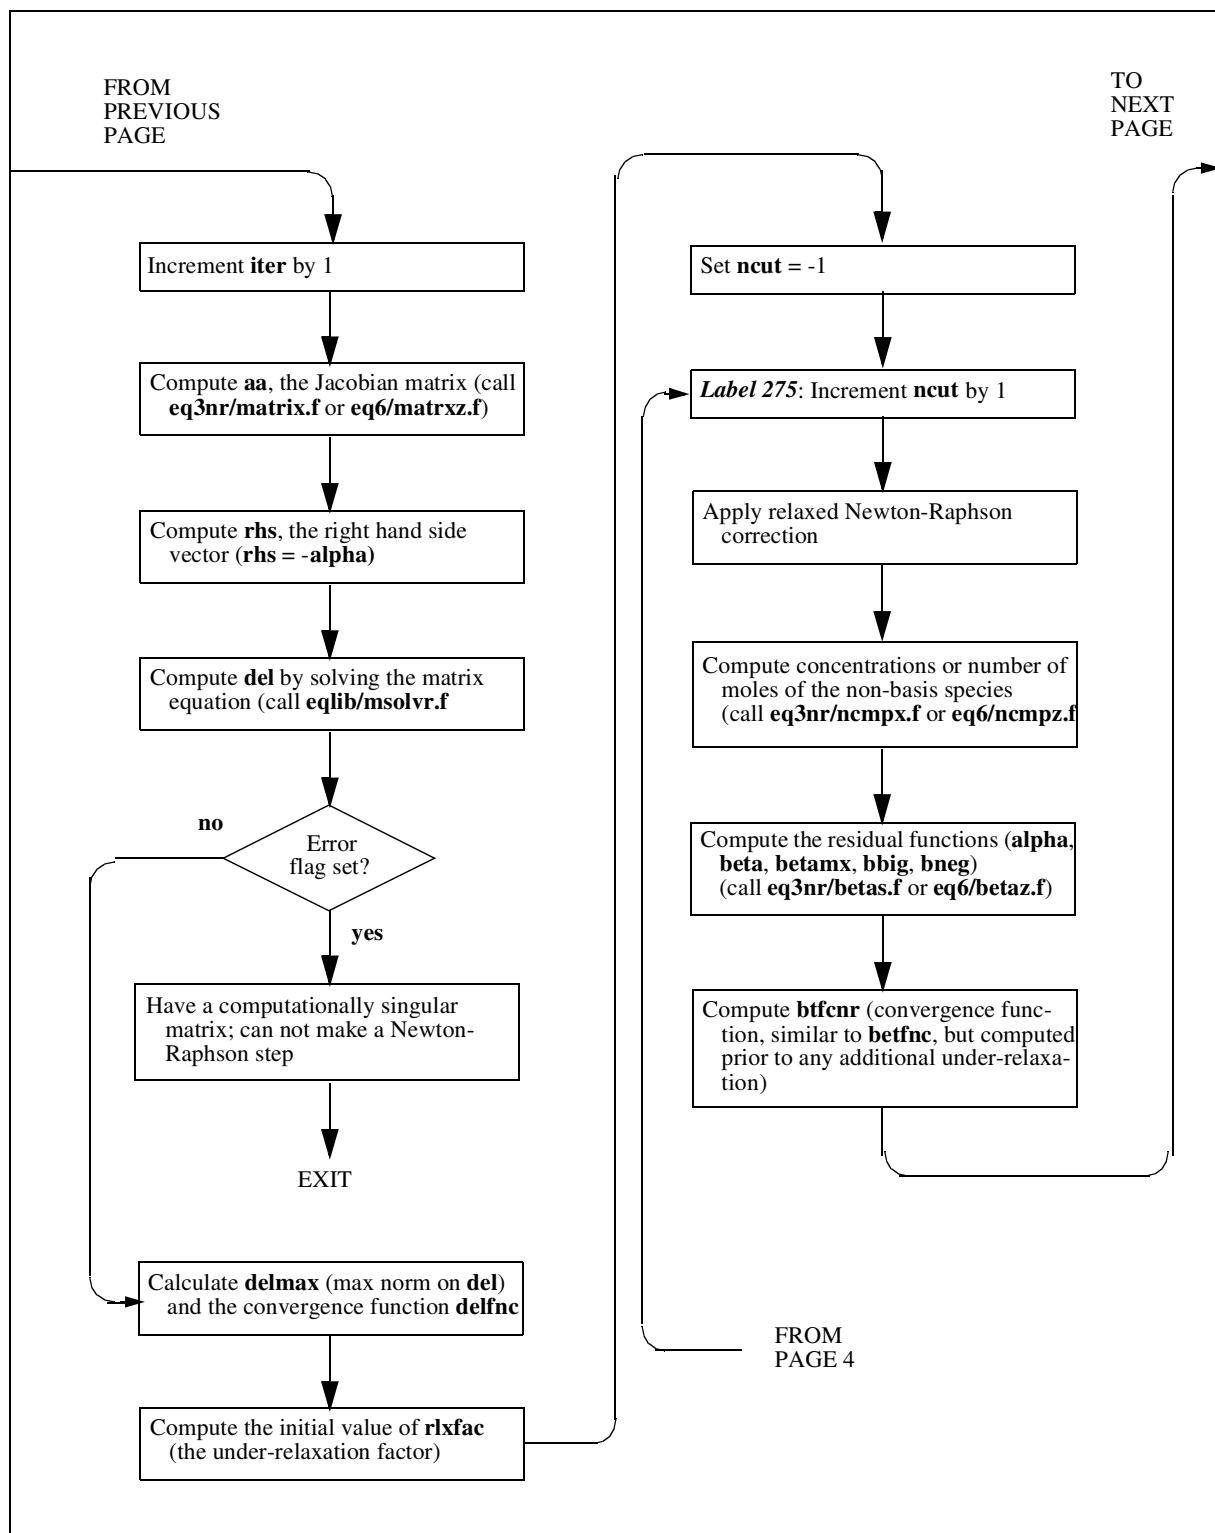 FROM
PREVIOUS
PAGE
Increment iter by 1
Compute aa, the Jacobian matrix (call
eq3nr/matrix.f or eq6/matrxz.f)
Compute rhs, the right hand side
vector (rhs = -alpha)
Compute del by solving the matrix
equation (call eqlib/msolvr.f
no
Error
flag set?
yes
Have a computationally singular
matrix; can not make a Newton-
Raphson step
EXIT
Calculate delmax (max norm on del)
and the convergence function delfnc
Compute the initial value of rlxfac
(the under-relaxation factor)
TO
NEXT
PAGE
Set ncut = -1
Label 275: Increment ncut by 1
Apply relaxed Newton-Raphson
correction
Compute concentrations or number of
moles of the non-basis species
(call eq3nr/ncmpx.f or eq6/ncmpz.f
Compute the residual functions (alpha,
beta, betamx, bbig, bneg)
(call eq3nr/betas.f or eq6/betaz.f)
Compute btfcnr (convergence func-
tion, similar to betfnc, but computed
prior to any additional under-relaxa-
tion)
FROM
PAGE 4